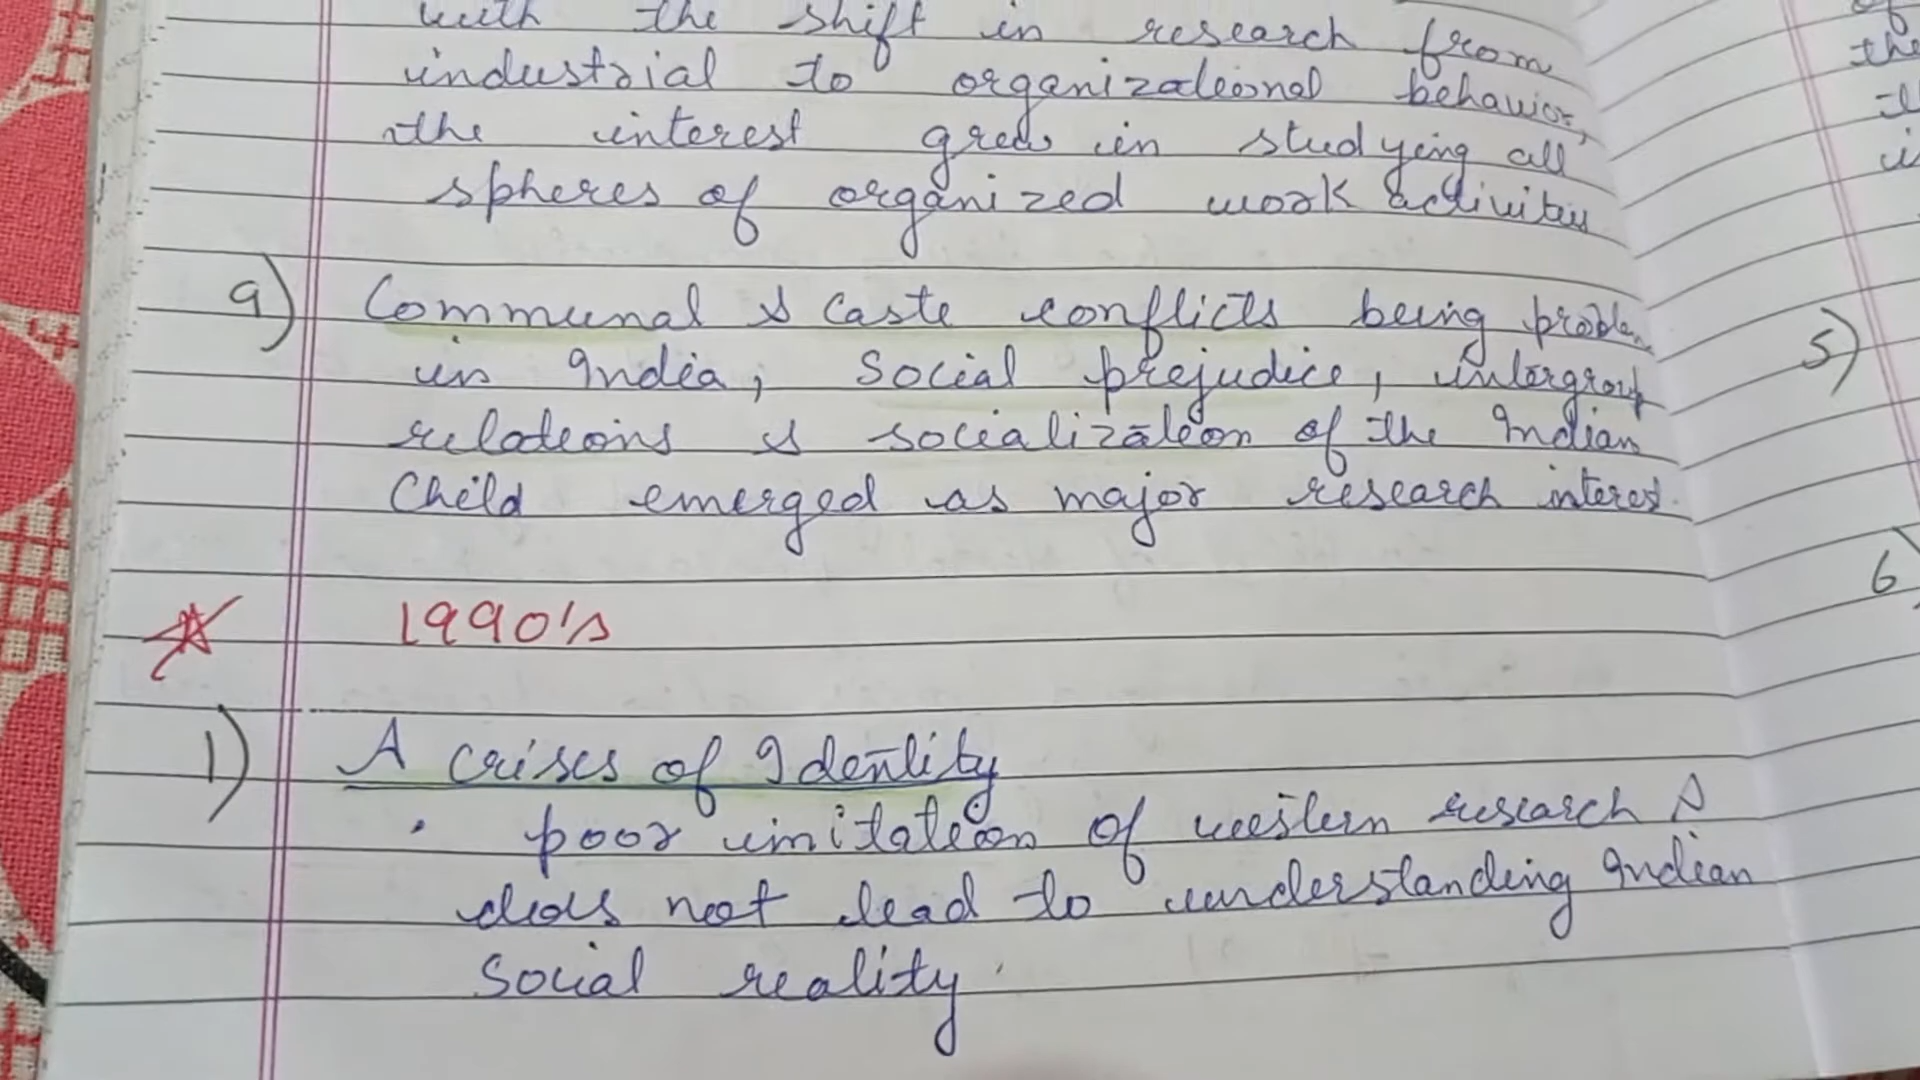 with the shift in research from
industrial to organizational behavior,
the interest grew in studying all
spheres of organized work activities
9) Communal & Caste conflicts being problem
in India, Social prejudice, intergroup
relations & socialization of the Indian
Child emerged as major research interest.
1990's
1) A crises of Identity
• poor imitation of western research &
does not lead to understanding Indian
Social reality.
the
5)
6